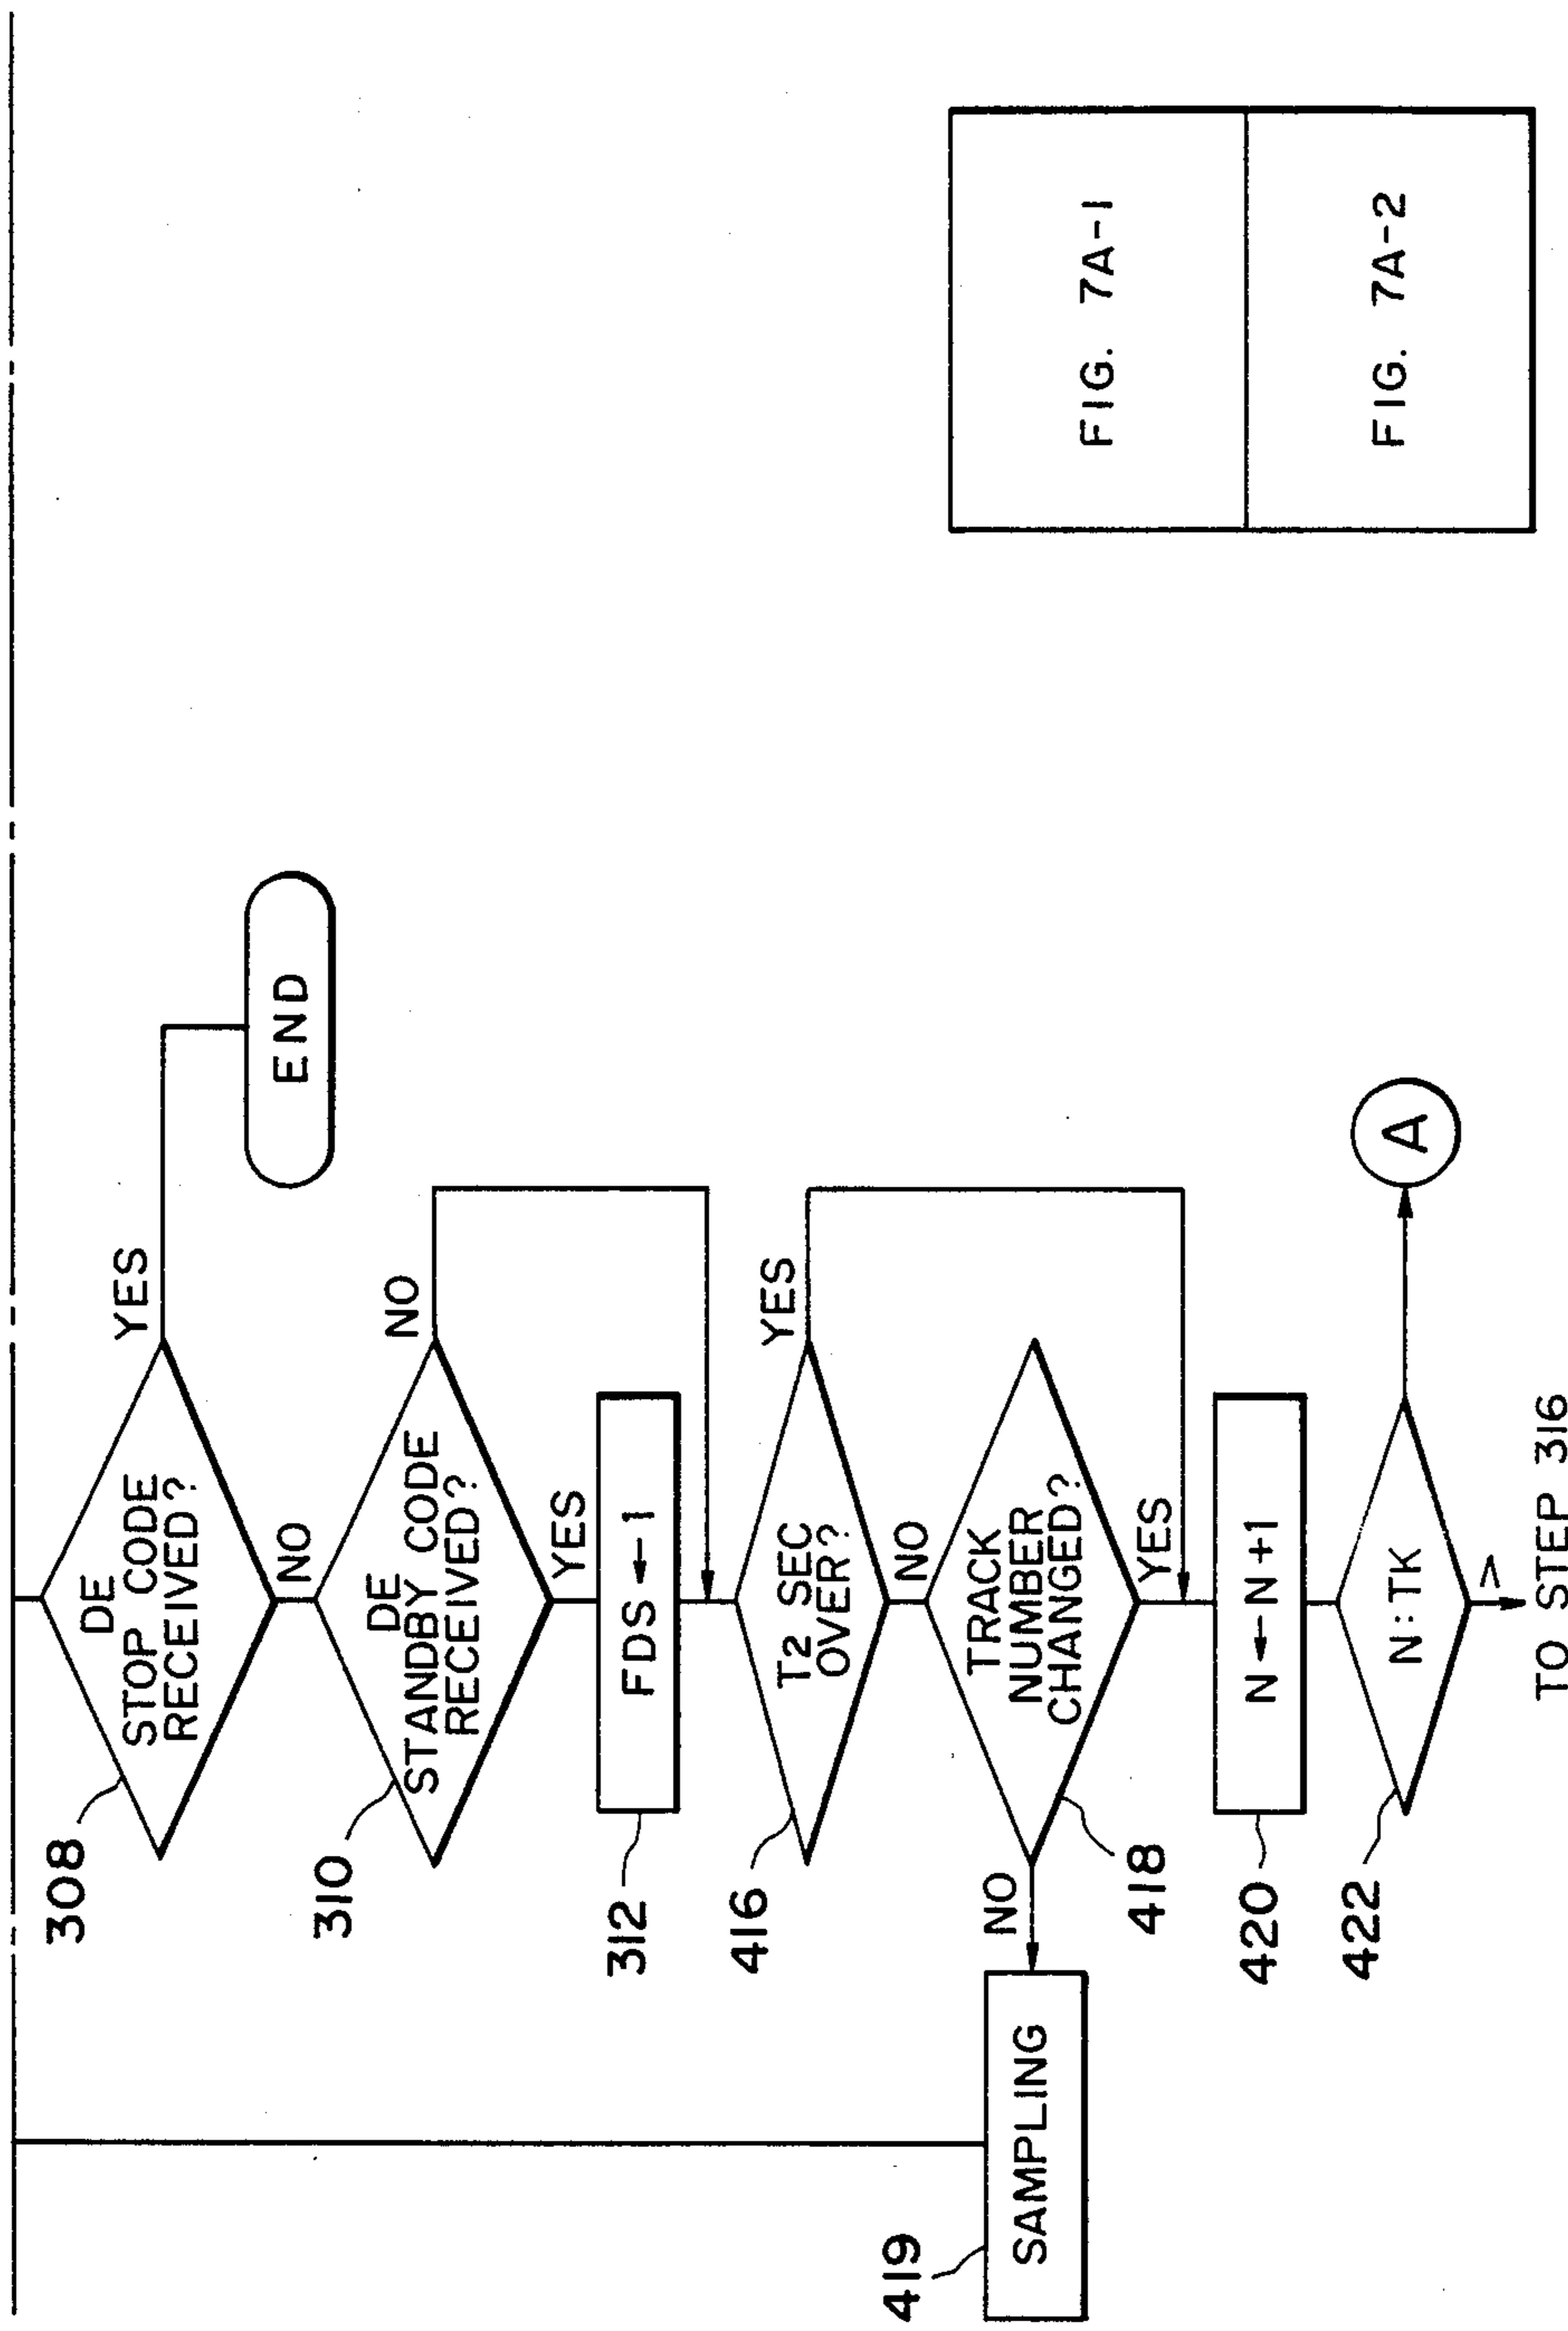 308
DE
STOP CODE
RECEIVED?
YES
END
NO
310
DE
STANDBY CODE
RECEIVED?
NO
YES
312
FDS ← 1
416
T2 SEC
OVER?
YES
NO
TRACK
NUMBER
CHANGED?
418
NO
419
SAMPLING
YES
420
N ← N +1
422
N : TK
A
>
TO STEP 316
FIG. 7A-1
FIG. 7A-2